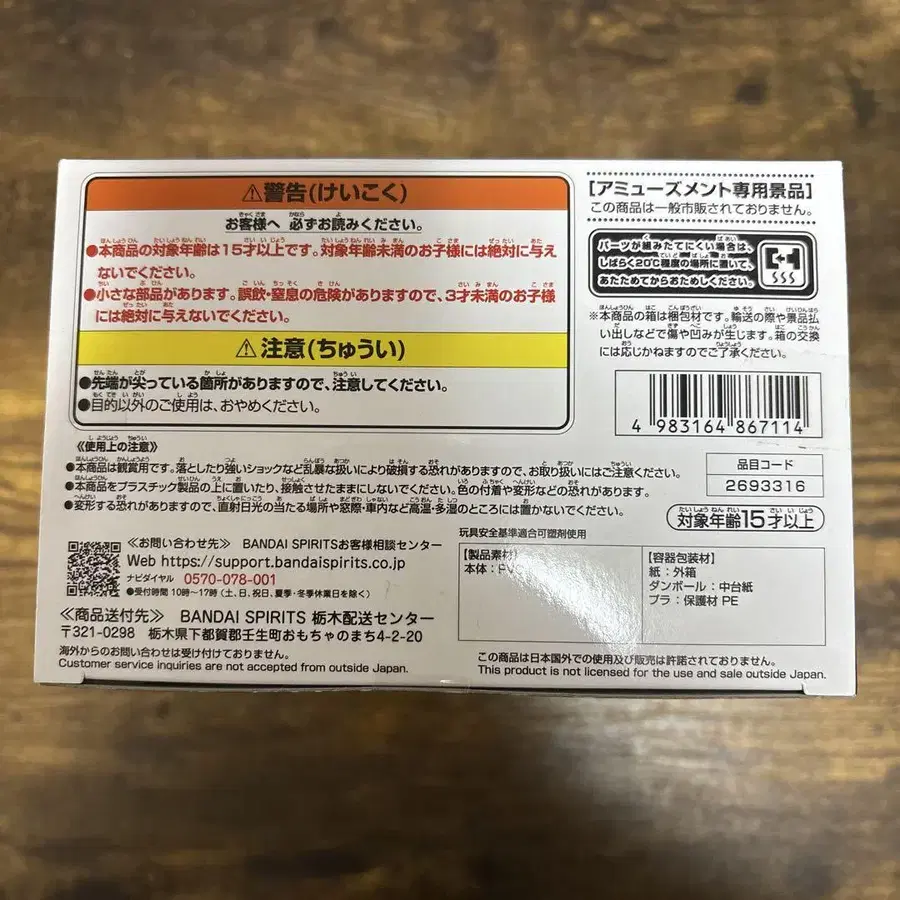 ⚠警告(けいこく)
お客様へ 必ずお読みください。
●本商品の対象年齢は15才以上です。対象年齢未満のお子様には絶対に与え
ないでください。
●小さな部品があります。誤飲・窒息の危険がありますので、3才未満のお子様
には絶対に与えないでください。
⚠注意(ちゅうい)
●先端が尖っている箇所がありますので、注意してください。
●目的以外のご使用は、おやめください。
《使用上の注意》
●本商品は観賞用です。落としたり強いショックなど乱暴な扱いにより破損する恐れがありますので、お取り扱いにはご注意ください。
●本商品をプラスチック製品の上に置いたり、接触させたままにしないでください。色の付着や変形などの恐れがあります。
●変形する恐れがありますので、直射日光の当たる場所や窓際・車内など高温・多湿のところには置かないでください。
《お問い合わせ先》 BANDAI SPIRITSお客様相談センター
Web https://support.bandaispirits.co.jp
ナビダイヤル 0570-078-001
●受付時間 10時〜17時(土、日、祝日、夏季・冬季休業日を除く)
《商品送付先》 BANDAI SPIRITS 栃木配送センター
〒321-0298 栃木県下都賀郡壬生町おもちゃのまち4-2-20
海外からのお問い合わせは受け付けておりません。
Customer service inquiries are not accepted from outside Japan.
[アミューズメント専用景品]
この商品は一般市販されておりません。
パーツが組みたてにくい場合は、
しばらく20℃程度の場所に置いて、
あたためてからおためしください。
※本商品の箱は梱包材です。輸送の際や景品払
い出しなどで傷や凹みが生じます。箱の交換
には応じかねますのでご了承ください。
4 983164 867114
品目コード
2693316
対象年齢15才以上
玩具安全基準適合可塑剤使用
【製品素材】
本体:PV
【容器包装材】
紙:外箱
ダンボール:中台紙
プラ:保護材 PE
この商品は日本国外での使用及び販売は許諾されておりません。
This product is not licensed for the use and sale outside Japan.